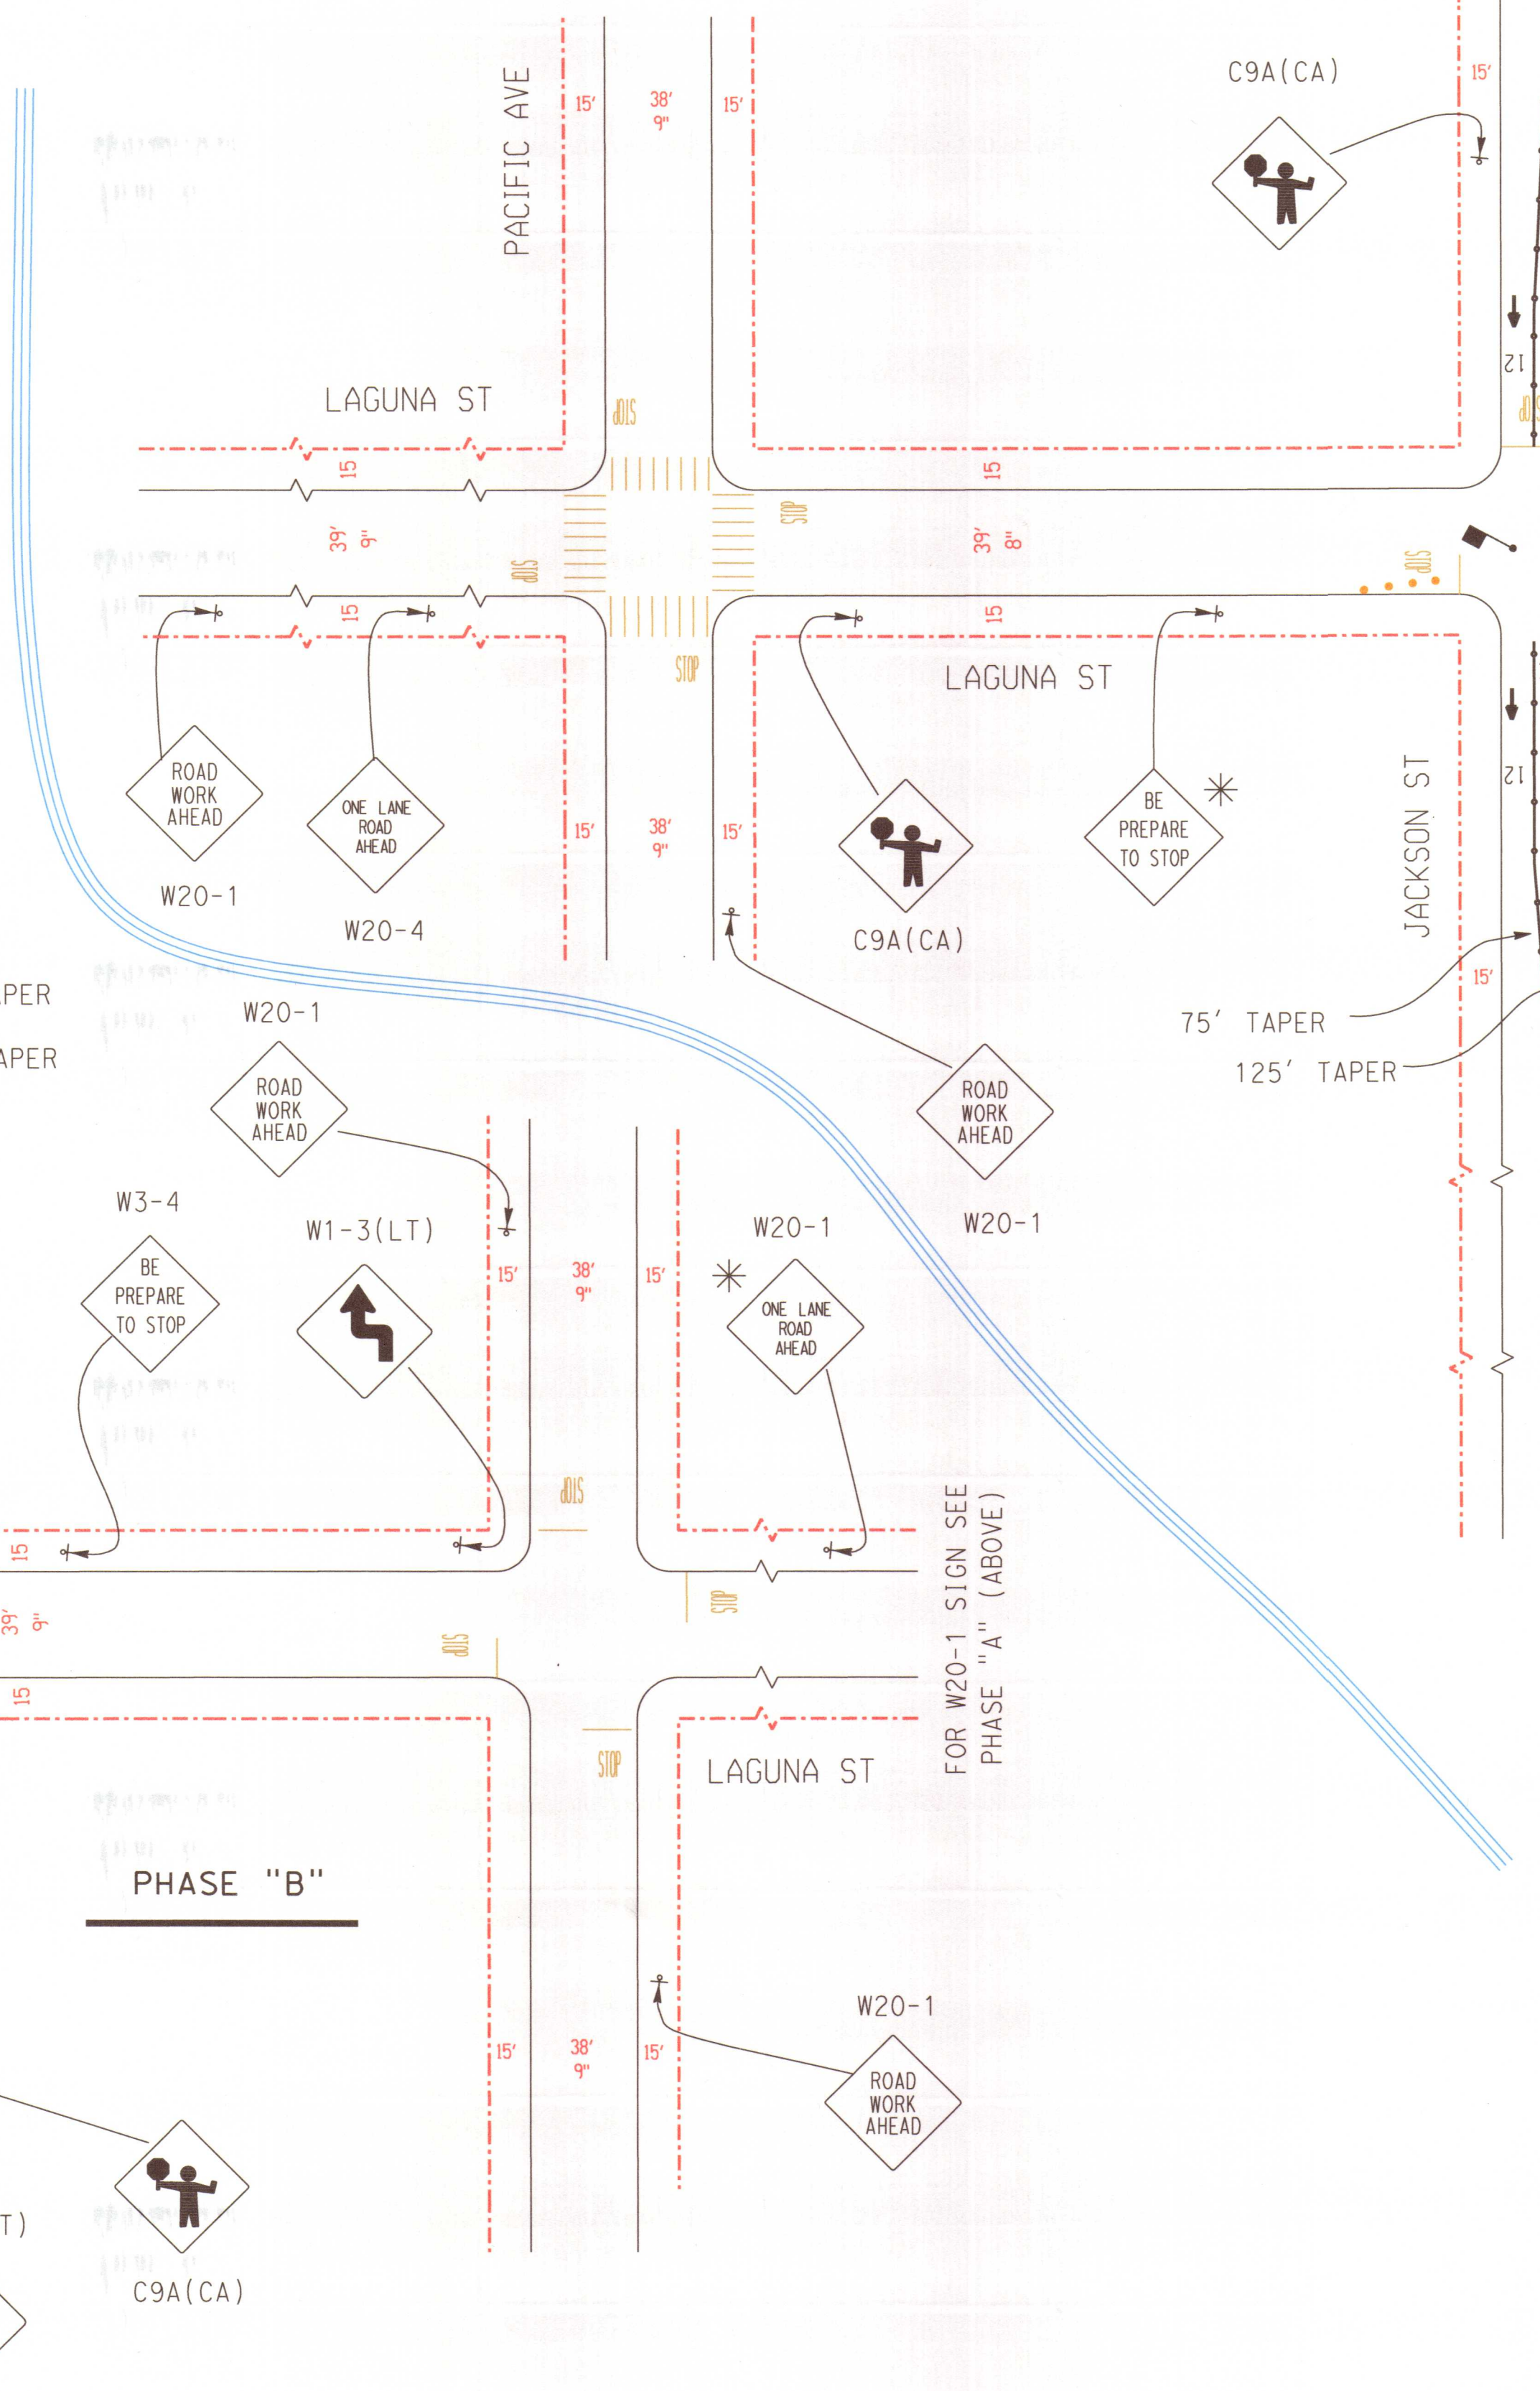 C9A(CA)
15'
PACIFIC AVE
15'
38'
9"
15'
12
LAGUNA ST
STOP
STOP
15
15
39'
9"
STOP
STOP
39'
8"
STOP
15
15
STOP
LAGUNA ST
ROAD
WORK
AHEAD
W20-1
ONE LANE
ROAD
AHEAD
W20-4
15'
38'
9"
15'
C9A(CA)
BE
PREPARE
TO STOP
JACKSON ST
12
15'
75' TAPER
125' TAPER
APER
APER
W20-1
ROAD
WORK
AHEAD
ROAD
WORK
AHEAD
W20-1
W3-4
BE
PREPARE
TO STOP
W1-3(LT)
15'
38'
9"
15'
W20-1
ONE LANE
ROAD
AHEAD
STOP
15
39'
9"
STOP
STOP
15
STOP
LAGUNA ST
FOR W20-1 SIGN SEE
PHASE "A" (ABOVE)
PHASE "B"
15'
38'
9"
15'
W20-1
ROAD
WORK
AHEAD
T)
C9A(CA)